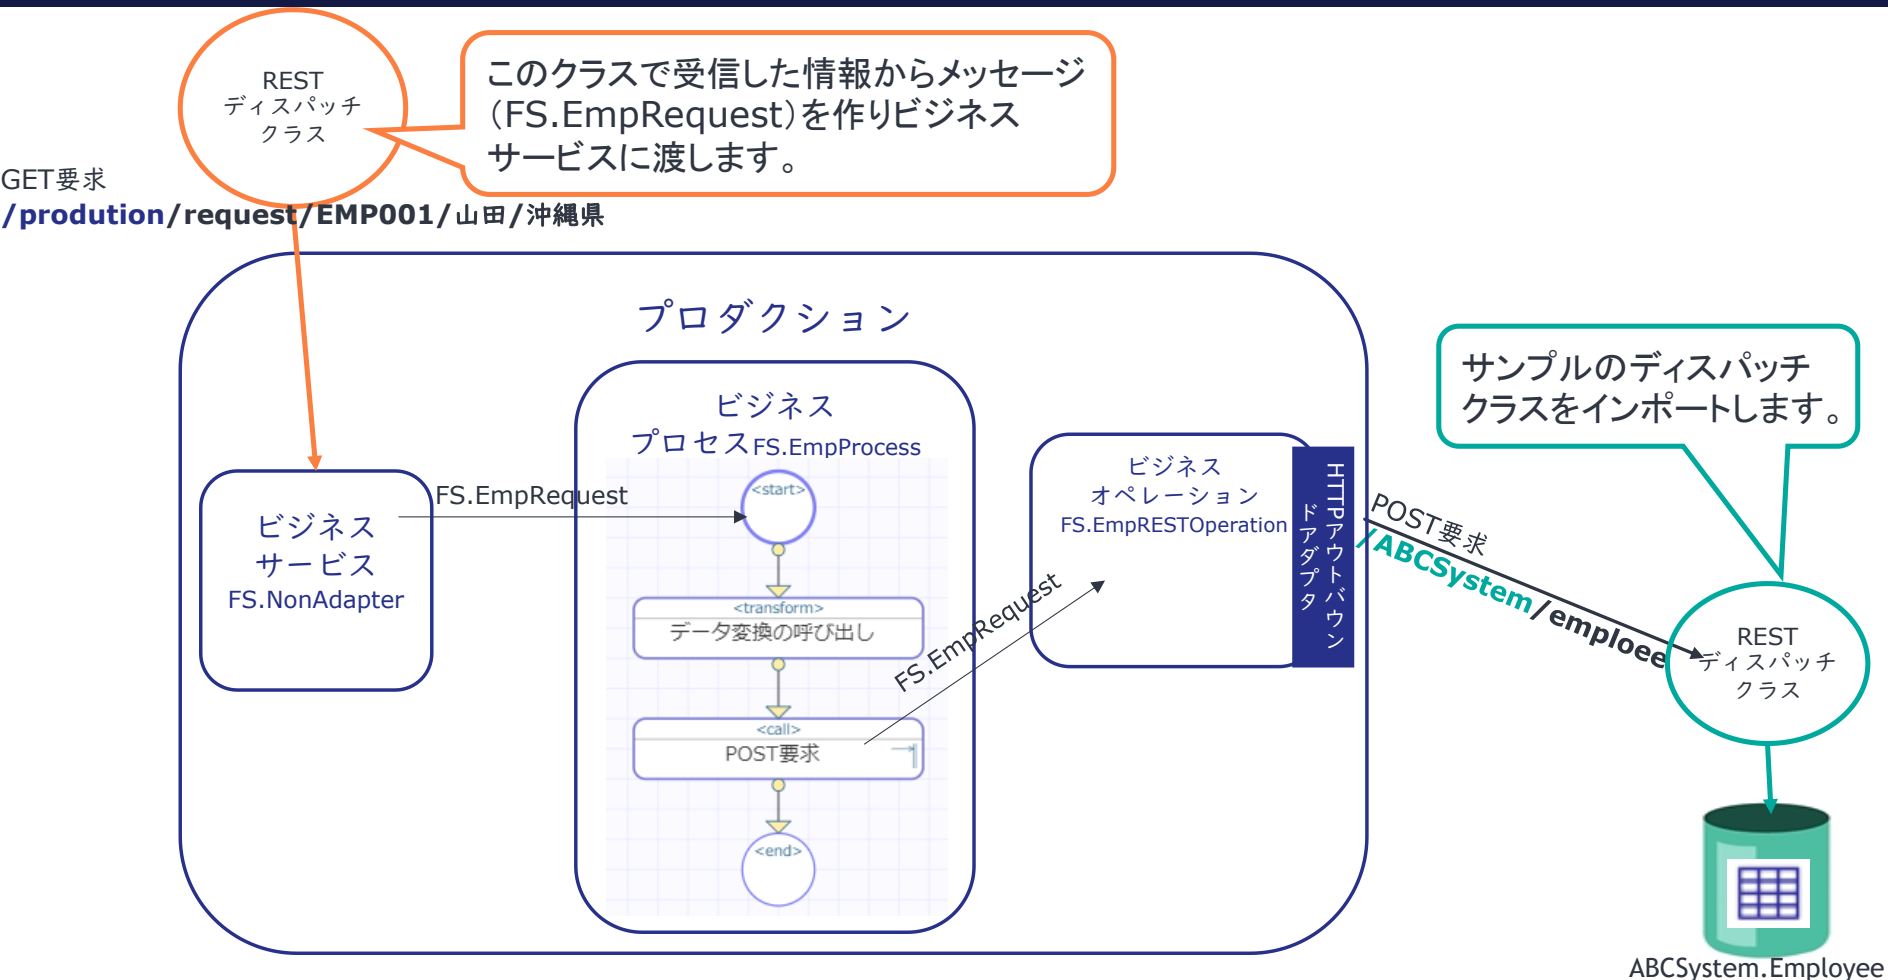 REST
ディスパッチ
クラス
このクラスで受信した情報からメッセージ
(FS.EmpRequest)を作りビジネス
サービスに渡します。
GET要求
/prodution/request/EMP001/山田/沖縄県
プロダクション
ビジネス
プロセスFS.EmpProcess
<start>
<transform>
データ変換の呼び出し
<call>
POST要求
<end>
ビジネス
サービス
FS.NonAdapter
FS.EmpRequest
FS.EmpRequest
ビジネス
オペレーション
FS.EmpRESTOperation
HTTPアウトバウン
ドアダプタ
POST要求
/ABCSystem/emploee
サンプルのディスパッチ
クラスをインポートします。
REST
ディスパッチ
クラス
ABCSystem.Employee